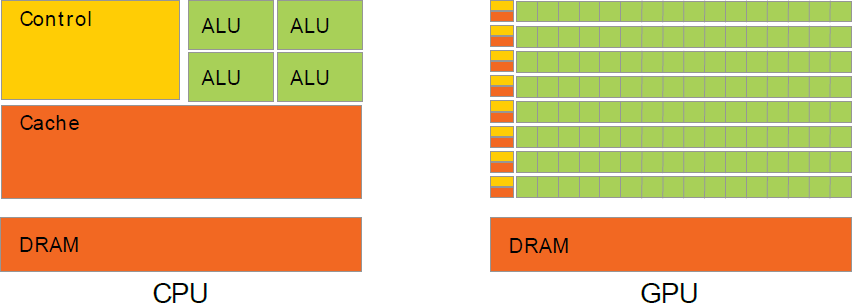 Control
ALU
ALU
ALU
ALU
Cache
DRAM
CPU
DRAM
GPU